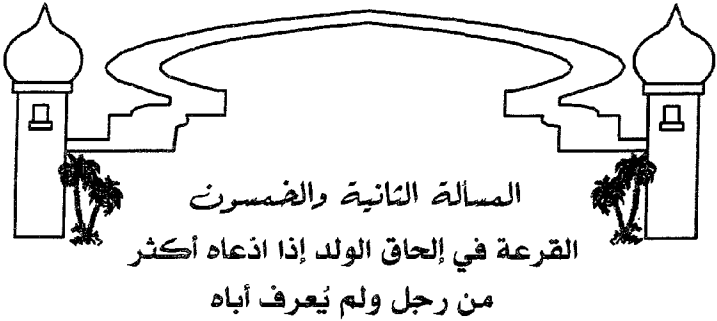 المسألة الثانية والخمسون
القرعة في إلحاق الولد إذا ادعاه أكثر
من رجل ولم يُعرف أباه